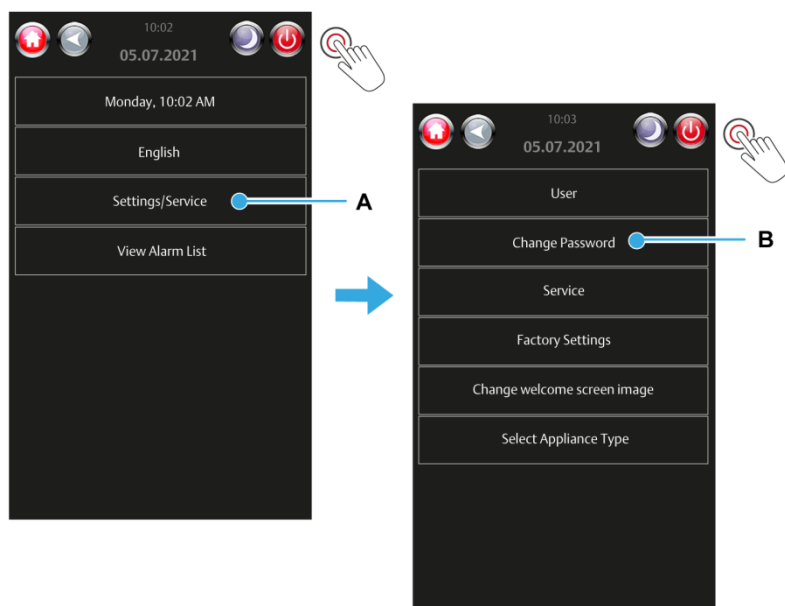 10:02
05.07.2021
Monday, 10:02 AM
English
Settings/Service
A
View Alarm List
10:03
05.07.2021
User
Change Password
B
Service
Factory Settings
Change welcome screen image
Select Appliance Type